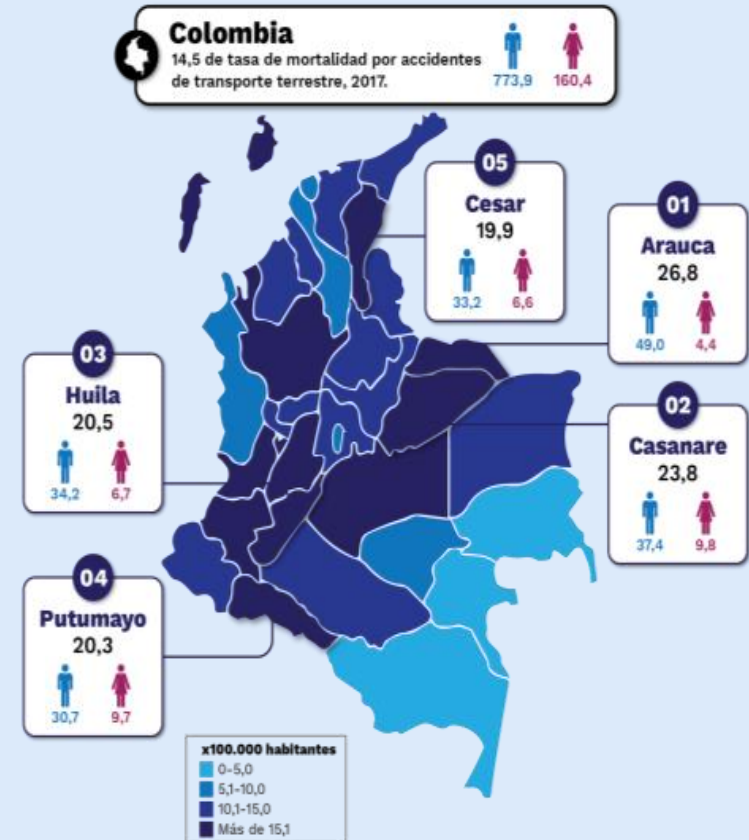 Colombia
14,5 de tasa de mortalidad por accidentes
de transporte terrestre, 2017.
773,9 160,4
05
Cesar
19,9
33,2 6,6
01
Arauca
26,8
49,0 4,4
03
Huila
20,5
34,2 6,7
02
Casanare
23,8
37,4 9,8
04
Putumayo
20,3
30,7 9,7
x100.000 habitantes
0-5,0
5,1-10,0
10,1-15,0
Más de 15,1